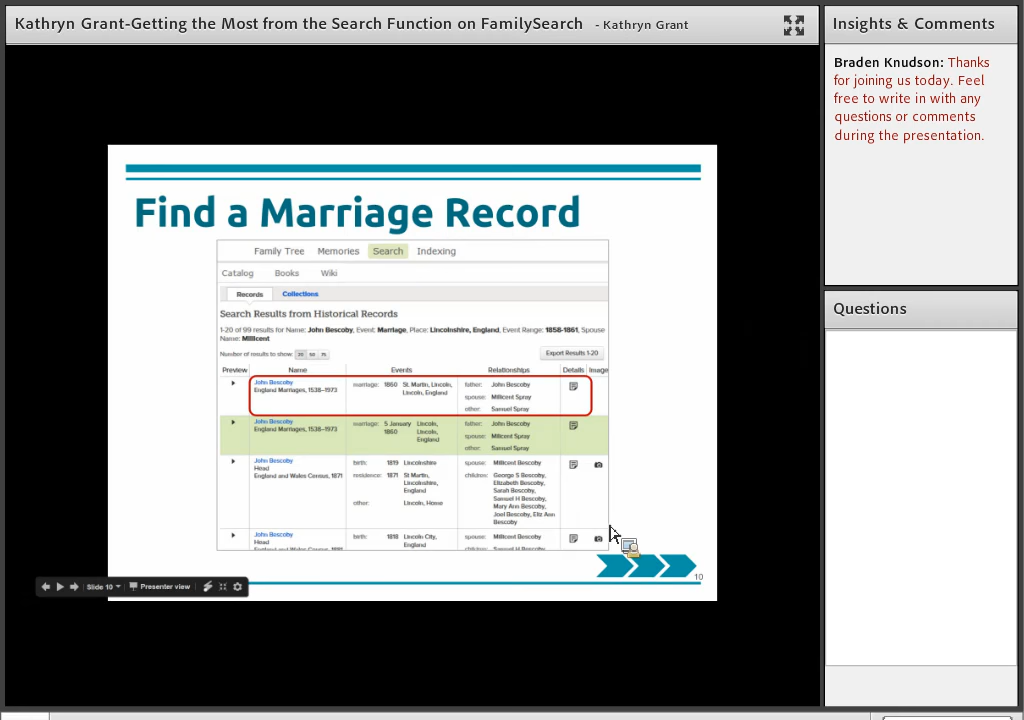 Kathryn Grant-Getting the Most from the Search Function on FamilySearch - Kathryn Grant
Insights & Comments
Braden Knudson: Thanks
for joining us today. Feel
free to write in with any
questions or comments
during the presentation.
Questions
Find a Marriage Record
Family Tree Memories Search Indexing
Catalog Books Wiki
Records Collections
Search Results from Historical Records
1-20 of 99 results for Name: John Bescoby, Event: Marriage, Place: Lincolnshire, England, Event Range: 1858-1861, Spouse
Name: Millicent
Number of results to show: 20 50 75 Export Results 1-20
Preview Name Events Relationships Details Image
John Bescoby marriage: 1860 St. Martin, Lincoln, father: John Bescoby
England Marriages, 1538-1973 Lincoln, England spouse: Millicent Spray
other: Samuel Spray
John Bescoby marriage: 5 January Lincoln, father: John Bescoby
England Marriages, 1538-1973 1860 Lincoln, spouse: Millicent Spray
England other: Samuel Spray
John Bescoby birth: 1819 Lincolnshire spouse: Millicent Bescoby
Head residence: 1871 St Martin, children: George S Bescoby,
England and Wales Census, 1871 Lincolnshire, Elizabeth Bescoby,
England Sarah Bescoby,
other: Lincoln, Home Samuel H Bescoby,
Mary Ann Bescoby,
Joel Bescoby, Eliz Ann
Bescoby
John Bescoby birth: 1818 Lincoln City, spouse: Millicent Bescoby
Head England children: Samuel H Bescoby
England and Wales Census, 1881
10
Slide 10 Presenter view